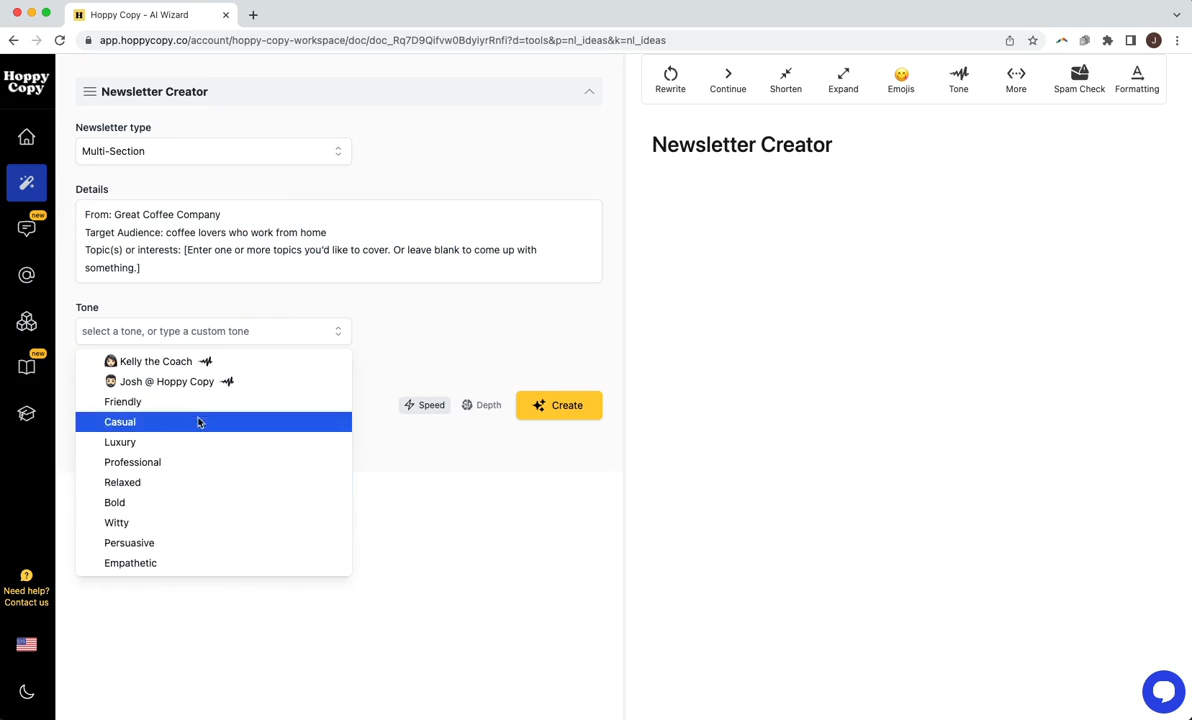 Hoppy Copy - AI Wizard
app.hoppycopy.co/account/hoppy-copy-workspace/doc/doc_Rq7D9Qifvw0BdyiyrRnfi?d=tools&p=nl_ideas&k=nl_ideas
J
Hoppy
Copy
new
new
Need help?
Contact us
Newsletter Creator
Newsletter type
Multi-Section
Details
From: Great Coffee Company
Target Audience: coffee lovers who work from home
Topic(s) or interests: [Enter one or more topics you'd like to cover. Or leave blank to come up with
something.]
Tone
select a tone, or type a custom tone
Kelly the Coach
Josh @ Hoppy Copy
Friendly
Casual
Luxury
Professional
Relaxed
Bold
Witty
Persuasive
Empathetic
Speed
Depth
Create
Rewrite
Continue
Shorten
Expand
Emojis
Tone
More
Spam Check
Formatting
Newsletter Creator